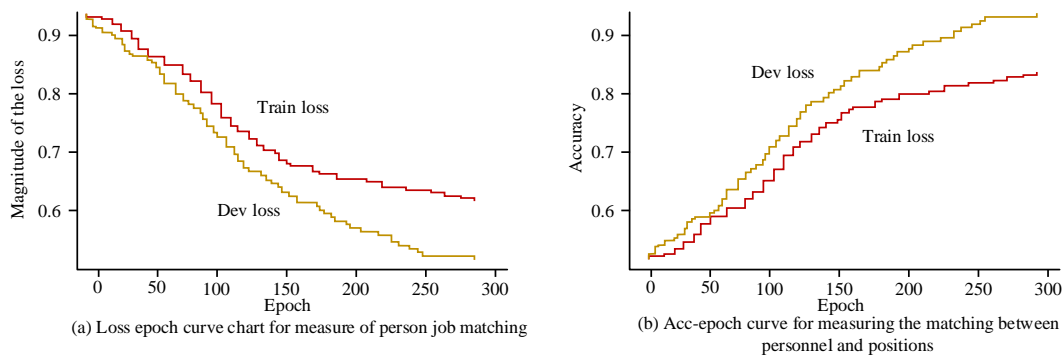 Magnitude of the loss
0.9
0.8
0.7
0.6
Train loss
Dev loss
0 50 100 150 200 250 300
Epoch
(a) Loss epoch curve chart for measure of person job matching
Accuracy
0.9
0.8
0.7
0.6
Dev loss
Train loss
0 50 100 150 200 250 300
Epoch
(b) Acc-epoch curve for measuring the matching between
personnel and positions